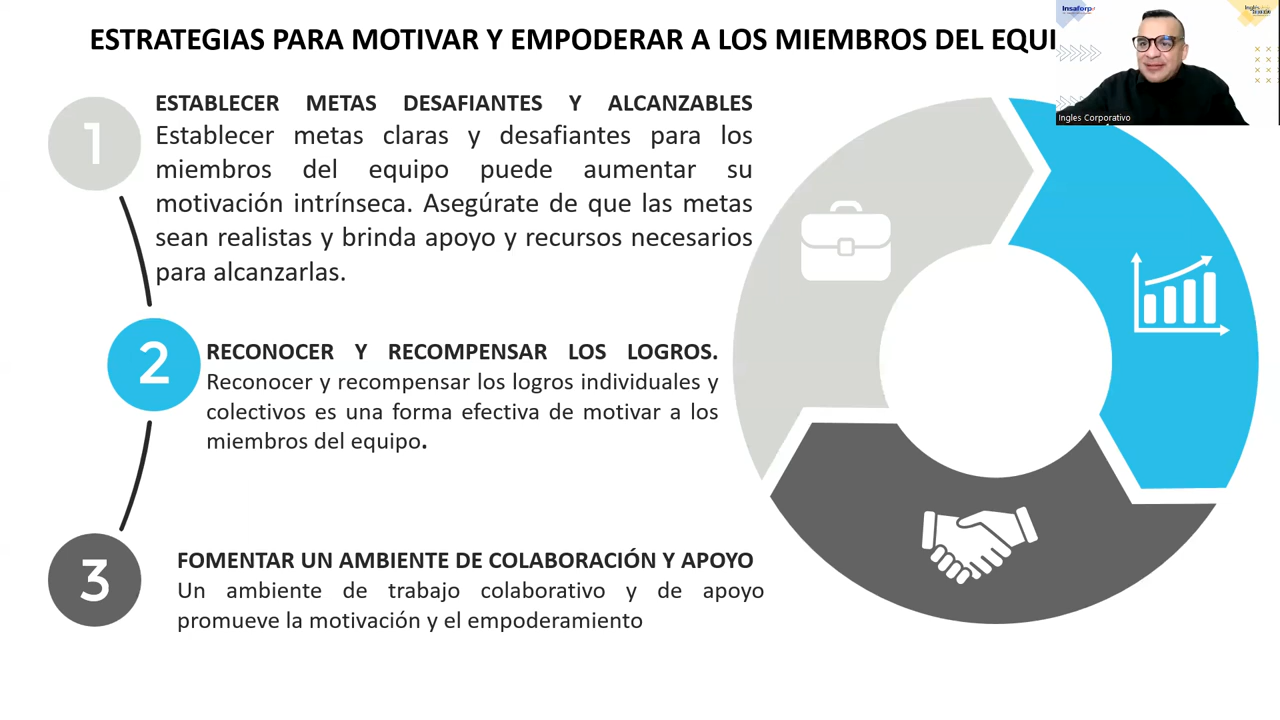 ESTRATEGIAS PARA MOTIVAR Y EMPODERAR A LOS MIEMBROS DEL EQUI
Insaforp
Ingles Corporativo
1
ESTABLECER METAS DESAFIANTES Y ALCANZABLES
Establecer metas claras y desafiantes para los
miembros del equipo puede aumentar su
motivación intrínseca. Asegúrate de que las metas
sean realistas y brinda apoyo y recursos necesarios
para alcanzarlas.
2
RECONOCER Y RECOMPENSAR LOS LOGROS.
Reconocer y recompensar los logros individuales y
colectivos es una forma efectiva de motivar a los
miembros del equipo.
3
FOMENTAR UN AMBIENTE DE COLABORACIÓN Y APOYO
Un ambiente de trabajo colaborativo y de apoyo
promueve la motivación y el empoderamiento